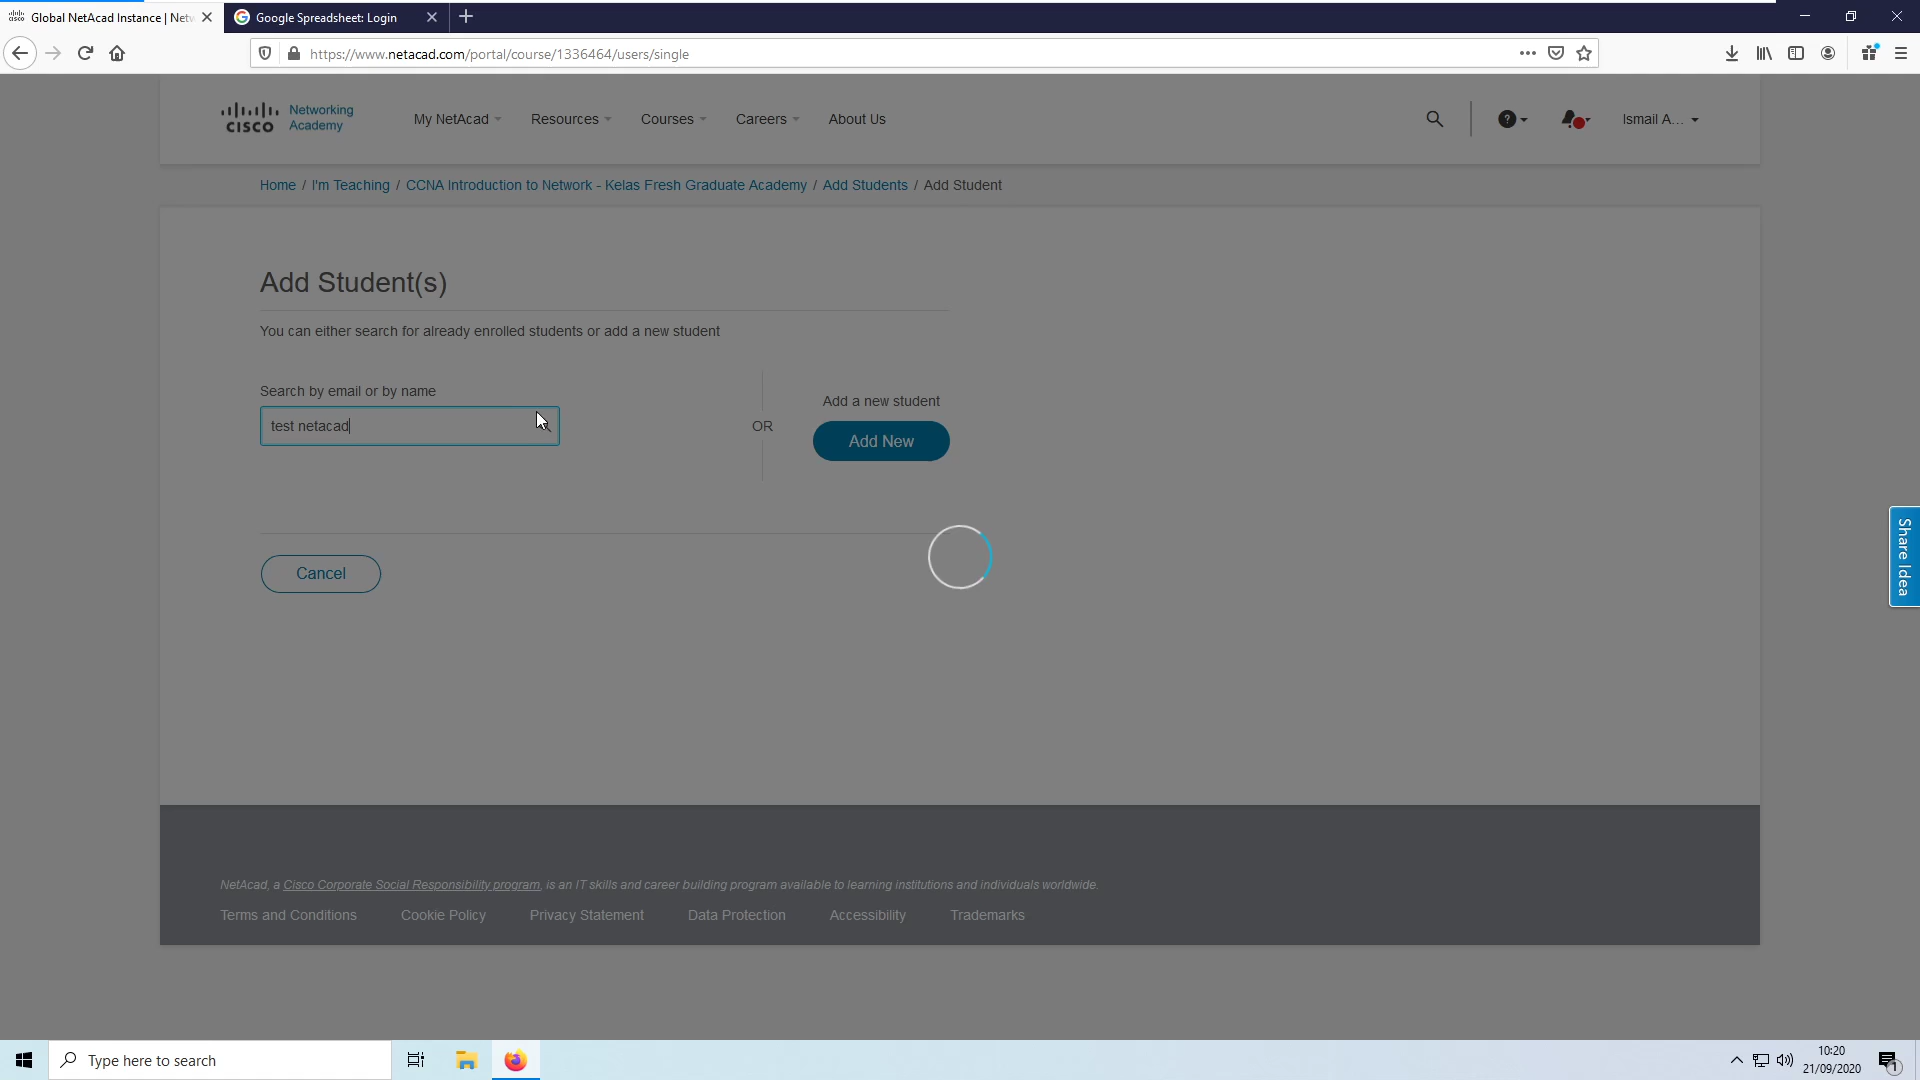 Global NetAcad Instance | Netw
Google Spreadsheet: Login
https://www.netacad.com/portal/course/1336464/users/single
CISCO
Networking
Academy
My NetAcad
Resources
Courses
Careers
About Us
Ismail A...
Home / I'm Teaching / CCNA Introduction to Network - Kelas Fresh Graduate Academy / Add Students / Add Student
Add Student(s)
You can either search for already enrolled students or add a new student
Search by email or by name
test netacad
OR
Add a new student
Add New
Cancel
Share Idea
NetAcad, a Cisco Corporate Social Responsibility program, is an IT skills and career building program available to learning institutions and individuals worldwide.
Terms and Conditions
Cookie Policy
Privacy Statement
Data Protection
Accessibility
Trademarks
Type here to search
10:20
21/09/2020
1